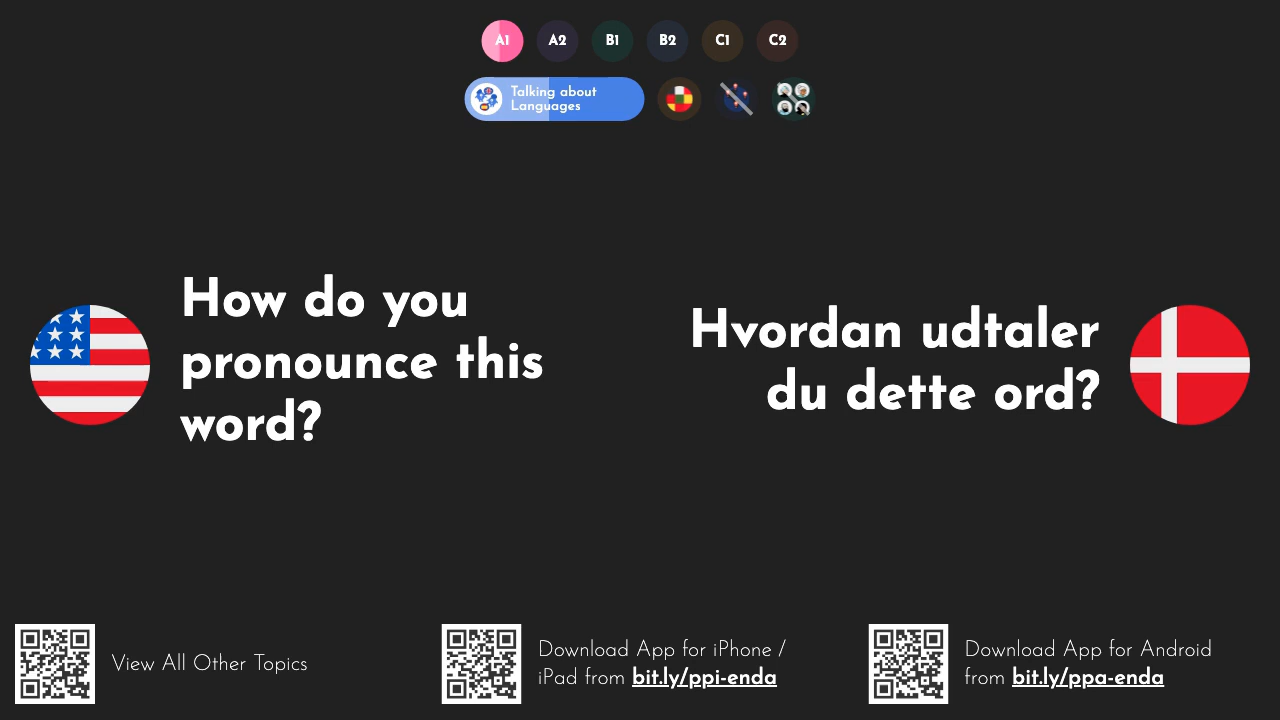 A1 A2 B1 B2 C1 C2
Talking about
Languages
How do you
pronounce this
word?
Hvordan udtaler
du dette ord?
View All Other Topics
Download App for iPhone /
iPad from bit.ly/ppi-enda
Download App for Android
from bit.ly/ppa-enda